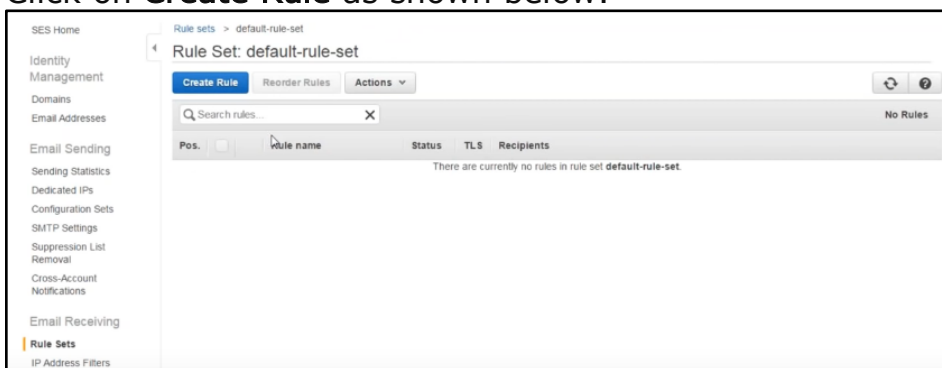 Click on Create Rule as shown below.
SES Home
Identity
Management
Domains
Email Addresses
Email Sending
Sending Statistics
Dedicated IPs
Configuration Sets
SMTP Settings
Suppression List
Removal
Cross-Account
Notifications
Email Receiving
Rule Sets
IP Address Filters
Rule sets > default-rule-set
Rule Set: default-rule-set
Create Rule Reorder Rules Actions
Search rules... No Rules
Pos. Rule name Status TLS Recipients
There are currently no rules in rule set default-rule-set.